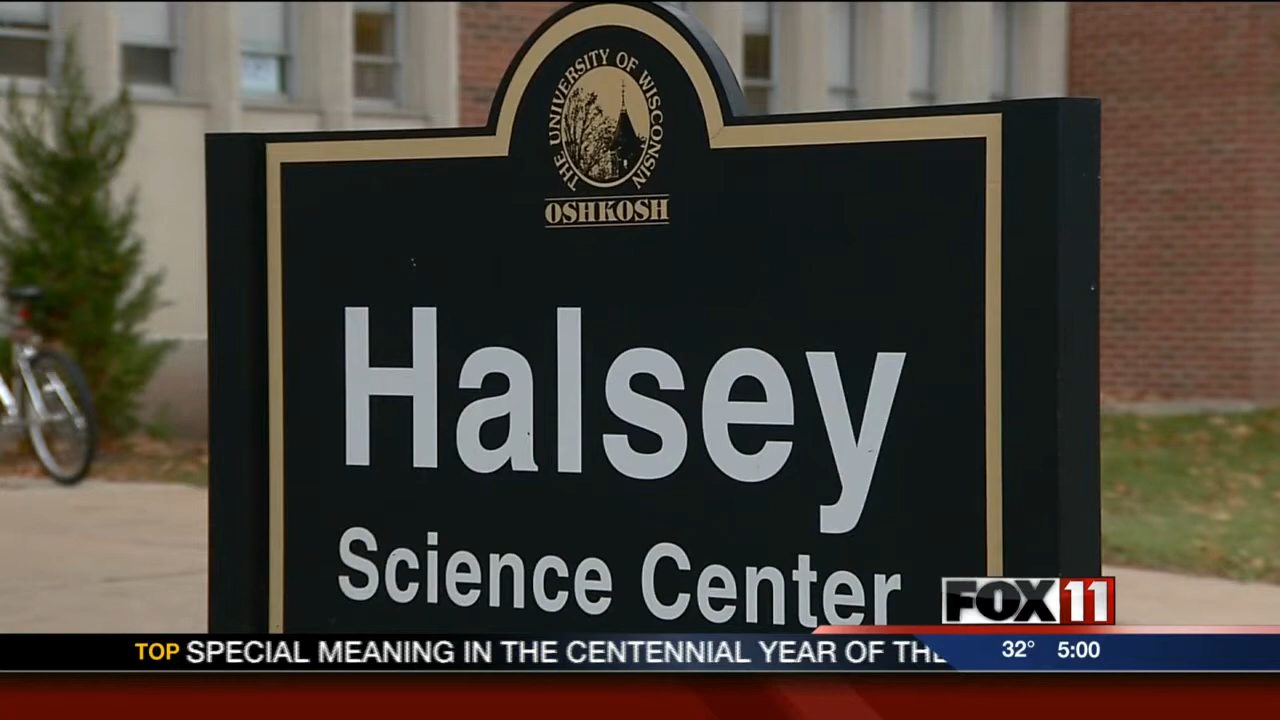 THE UNIVERSITY OF WISCONSIN
OSHKOSH
Halsey
Science Center
FOX 11
TOP SPECIAL MEANING IN THE CENTENNIAL YEAR OF THE
32° 5:00